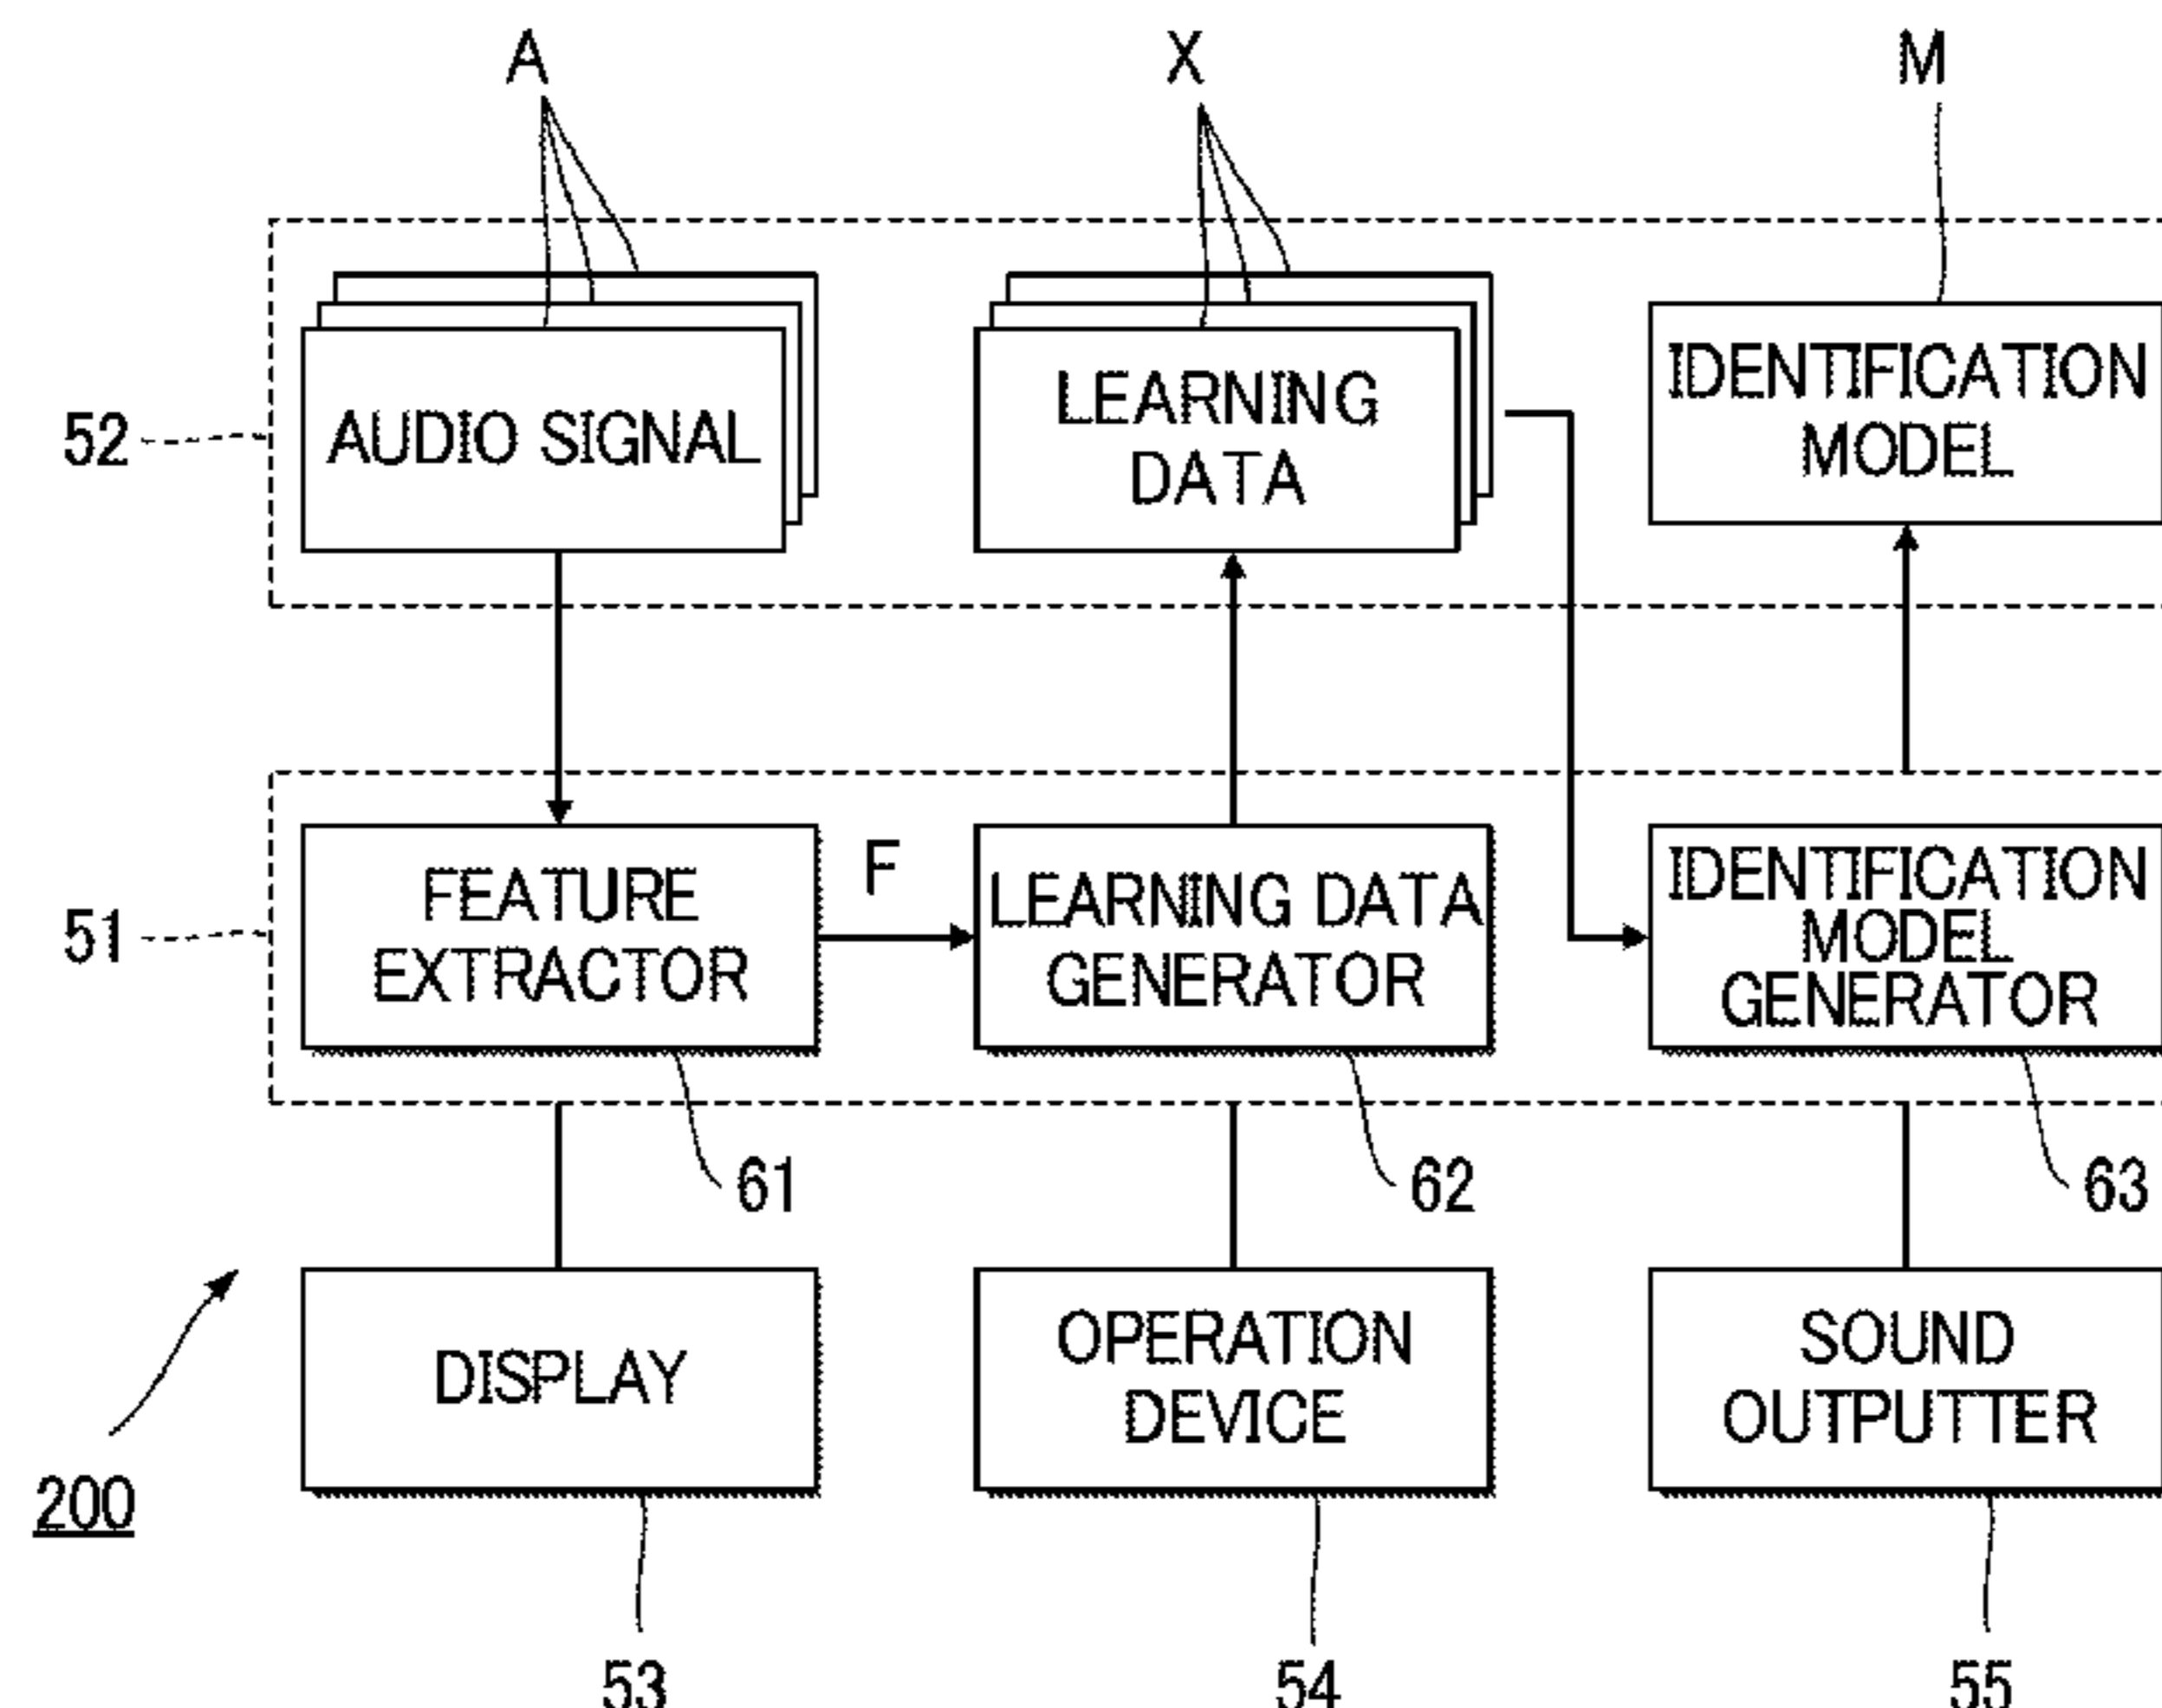 A
X
M
52
AUDIO SIGNAL
LEARNING
DATA
IDENTIFICATION
MODEL
51
FEATURE
EXTRACTOR
F
LEARNING DATA
GENERATOR
IDENTIFICATION
MODEL
GENERATOR
61
62
63
200
DISPLAY
OPERATION
DEVICE
SOUND
OUTPUTTER
53
54
55